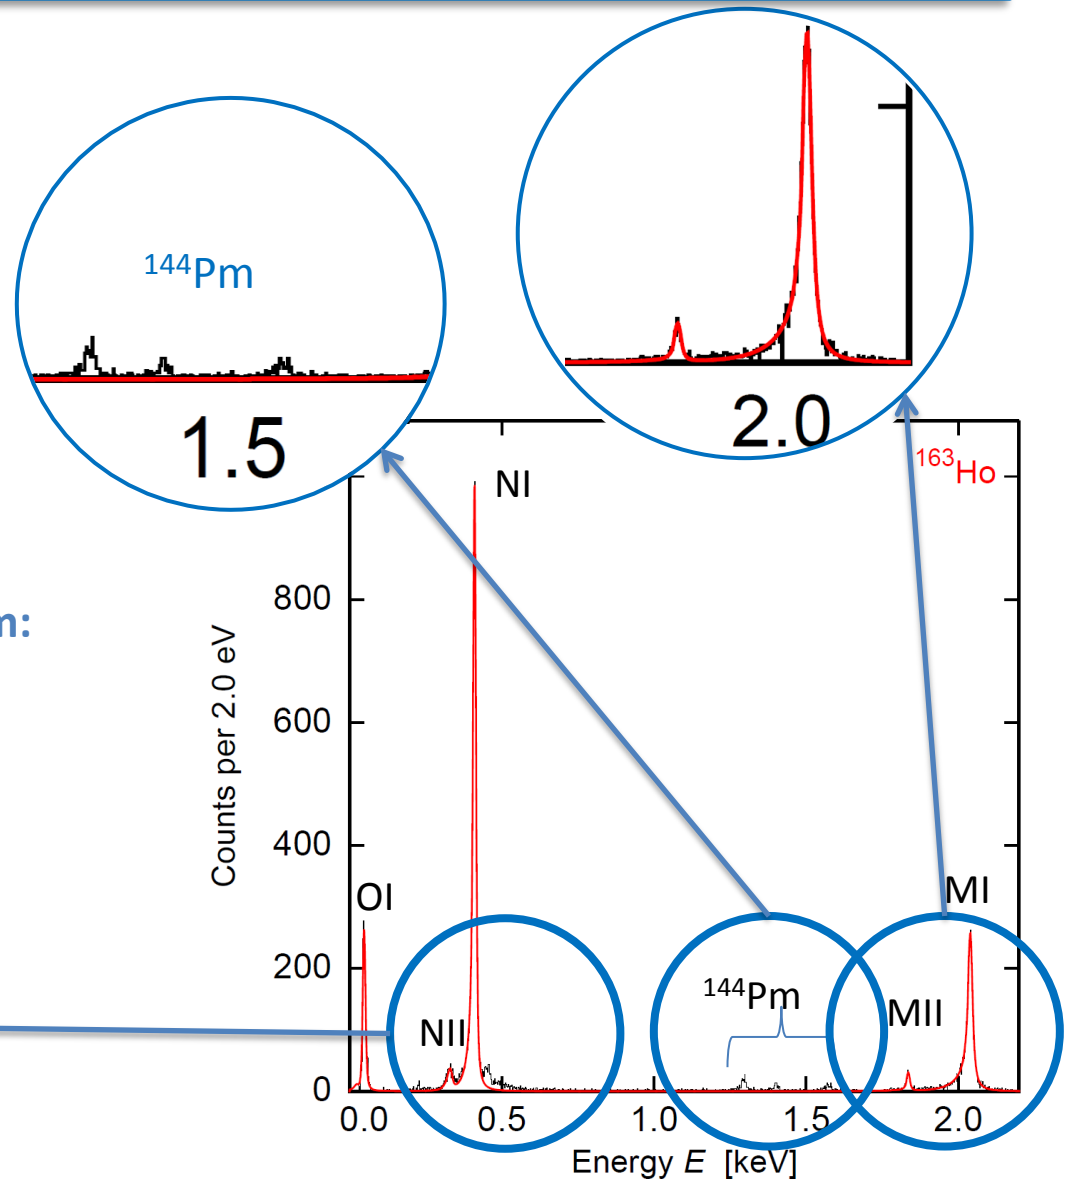 ¹⁴⁴Pm
1.5
2.0
¹⁶³Ho
NI
m:
800
600
400
200
0
Counts per 2.0 eV
OI
NII
¹⁴⁴Pm
MII
MI
0.0 0.5 1.0 1.5 2.0
Energy E [keV]